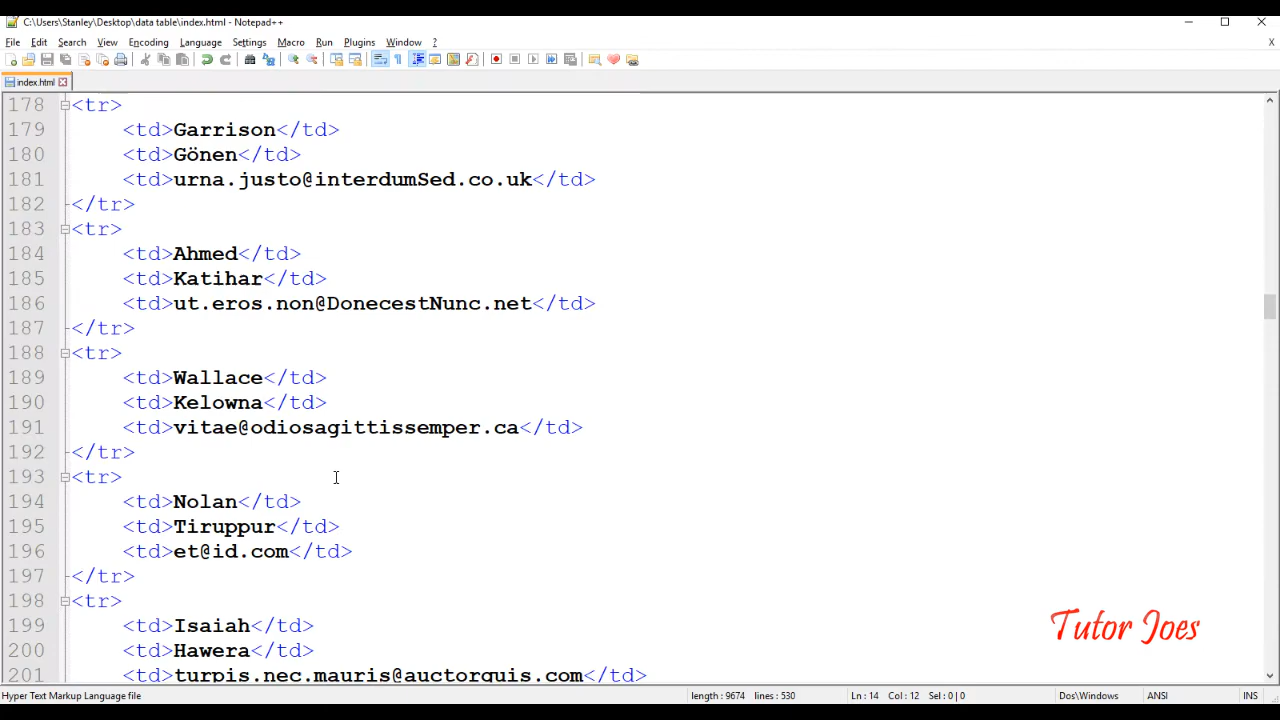 C:\Users\Stanley\Desktop\data table\index.html - Notepad++
File Edit Search View Encoding Language Settings Macro Run Plugins Window ? X
index.html
178 <tr>
179 <td>Garrison</td>
180 <td>Gönen</td>
181 <td>urna.justo@interdumSed.co.uk</td>
182 </tr>
183 <tr>
184 <td>Ahmed</td>
185 <td>Katihar</td>
186 <td>ut.eros.non@DonecestNunc.net</td>
187 </tr>
188 <tr>
189 <td>Wallace</td>
190 <td>Kelowna</td>
191 <td>vitae@odiosagittissemper.ca</td>
192 </tr>
193 <tr>
194 <td>Nolan</td>
195 <td>Tiruppur</td>
196 <td>et@id.com</td>
197 </tr>
198 <tr>
199 <td>Isaiah</td>
200 <td>Hawera</td>
201 <td>turpis.nec.mauris@auctorquis.com</td>
Tutor Joes
Hyper Text Markup Language file length : 9674 lines : 530 Ln : 14 Col : 12 Sel : 0 | 0 Dos\Windows ANSI INS